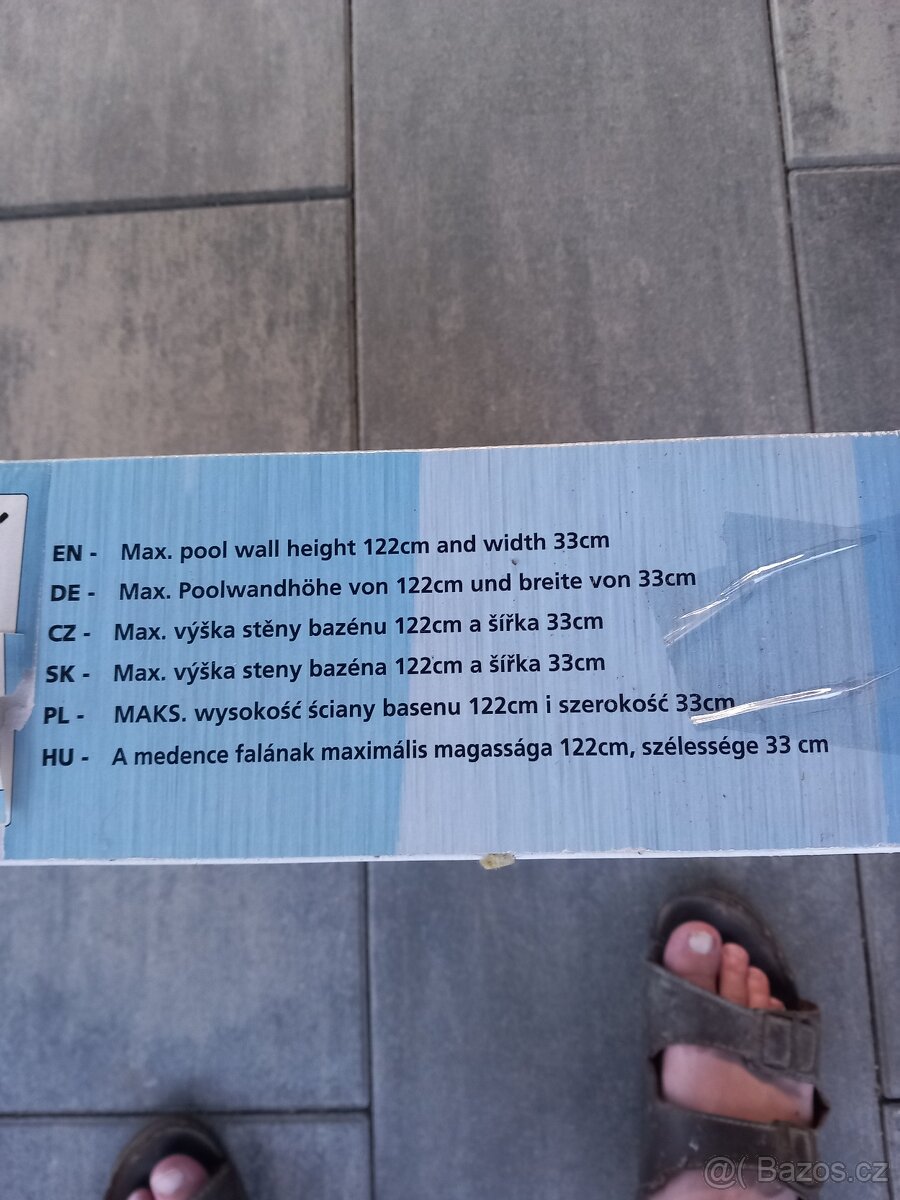 EN - Max. pool wall height 122cm and width 33cm
DE - Max. Poolwandhöhe von 122cm und breite von 33cm
CZ - Max. výška stěny bazénu 122cm a šířka 33cm
SK - Max. výška steny bazéna 122cm a šířka 33cm
PL - MAKS. wysokość ściany basenu 122cm i szerokość 33cm
HU - A medence falának maximális magassága 122cm, szélessége 33 cm
@( Bazos.cz